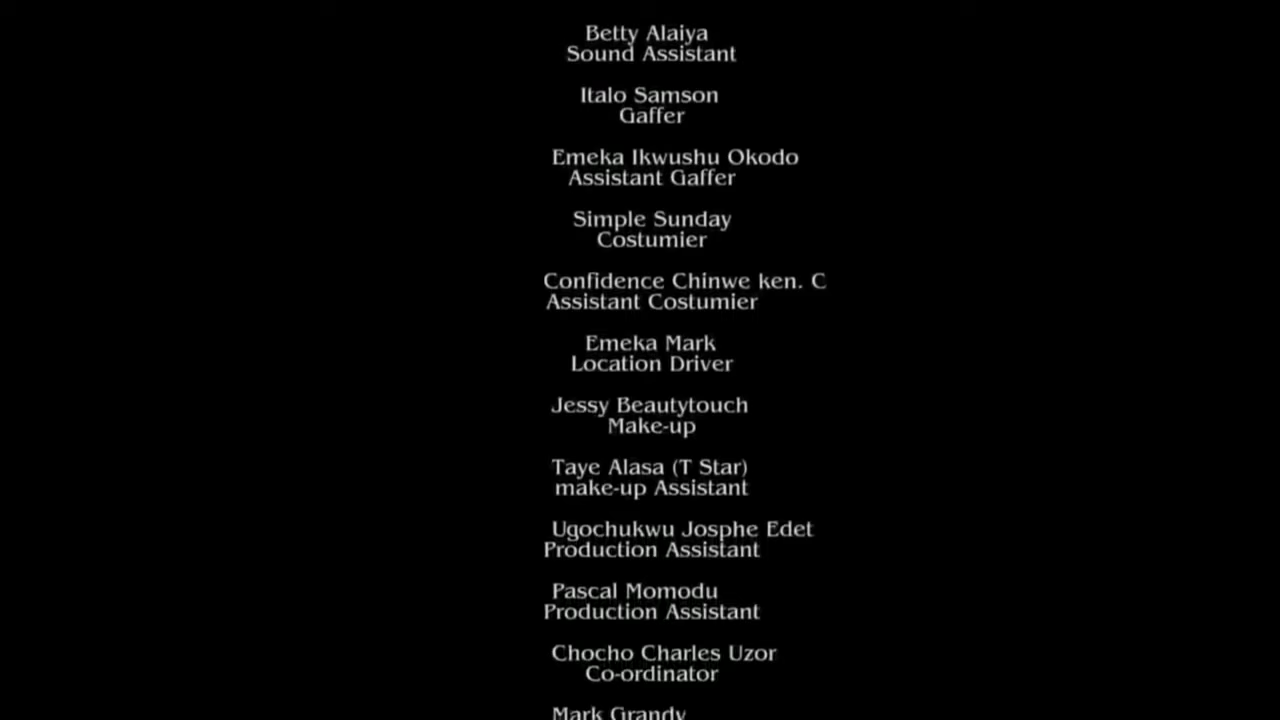 Betty Alaiya
Sound Assistant
Italo Samson
Gaffer
Emeka Ikwushu Okodo
Assistant Gaffer
Simple Sunday
Costumier
Confidence Chinwe ken. C
Assistant Costumier
Emeka Mark
Location Driver
Jessy Beautytouch
Make-up
Taye Alasa (T Star)
make-up Assistant
Ugochukwu Josphe Edet
Production Assistant
Pascal Momodu
Production Assistant
Chocho Charles Uzor
Co-ordinator
Mark Grandy